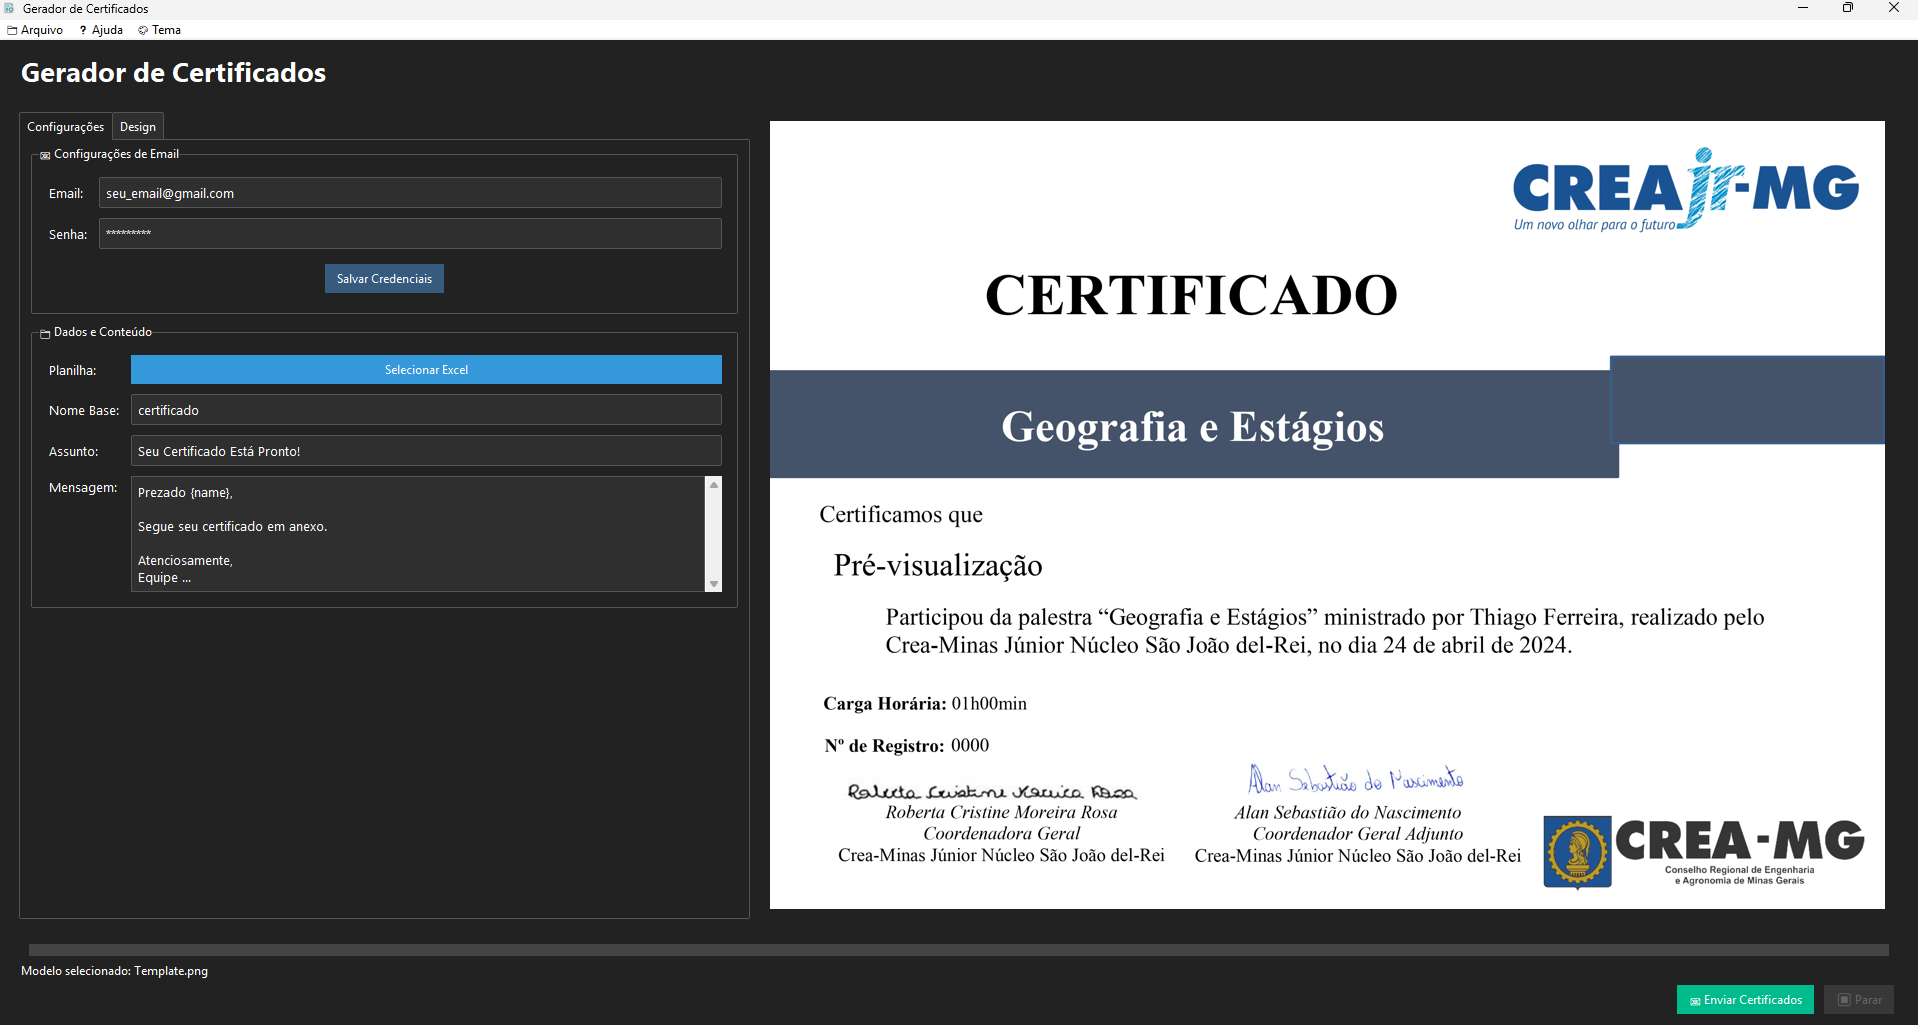 Gerador de Certificados
Arquivo
? Ajuda
Tema
Gerador de Certificados
Configurações
Design
Configurações de Email
Email:
seu_email@gmail.com
Senha:
*********
Salvar Credenciais
Dados e Conteúdo
Planilha:
Selecionar Excel
Nome Base:
certificado
Assunto:
Seu Certificado Está Pronto!
Mensagem:
Prezado {name},
Segue seu certificado em anexo.
Atenciosamente,
Equipe ...
CREAjr-MG
Um novo olhar para o futuro
CERTIFICADO
Geografia e Estágios
Certificamos que
Pré-visualização
Participou da palestra “Geografia e Estágios” ministrado por Thiago Ferreira, realizado pelo
Crea-Minas Júnior Núcleo São João del-Rei, no dia 24 de abril de 2024.
Carga Horária: 01h00min
Nº de Registro: 0000
Roberta Cristine Moreira Rosa
Roberta Cristine Moreira Rosa
Coordenadora Geral
Crea-Minas Júnior Núcleo São João del-Rei
Alan Sebastião do Nascimento
Alan Sebastião do Nascimento
Coordenador Geral Adjunto
Crea-Minas Júnior Núcleo São João del-Rei
CREA-MG
Conselho Regional de Engenharia
e Agronomia de Minas Gerais
Modelo selecionado: Template.png
Enviar Certificados
Parar